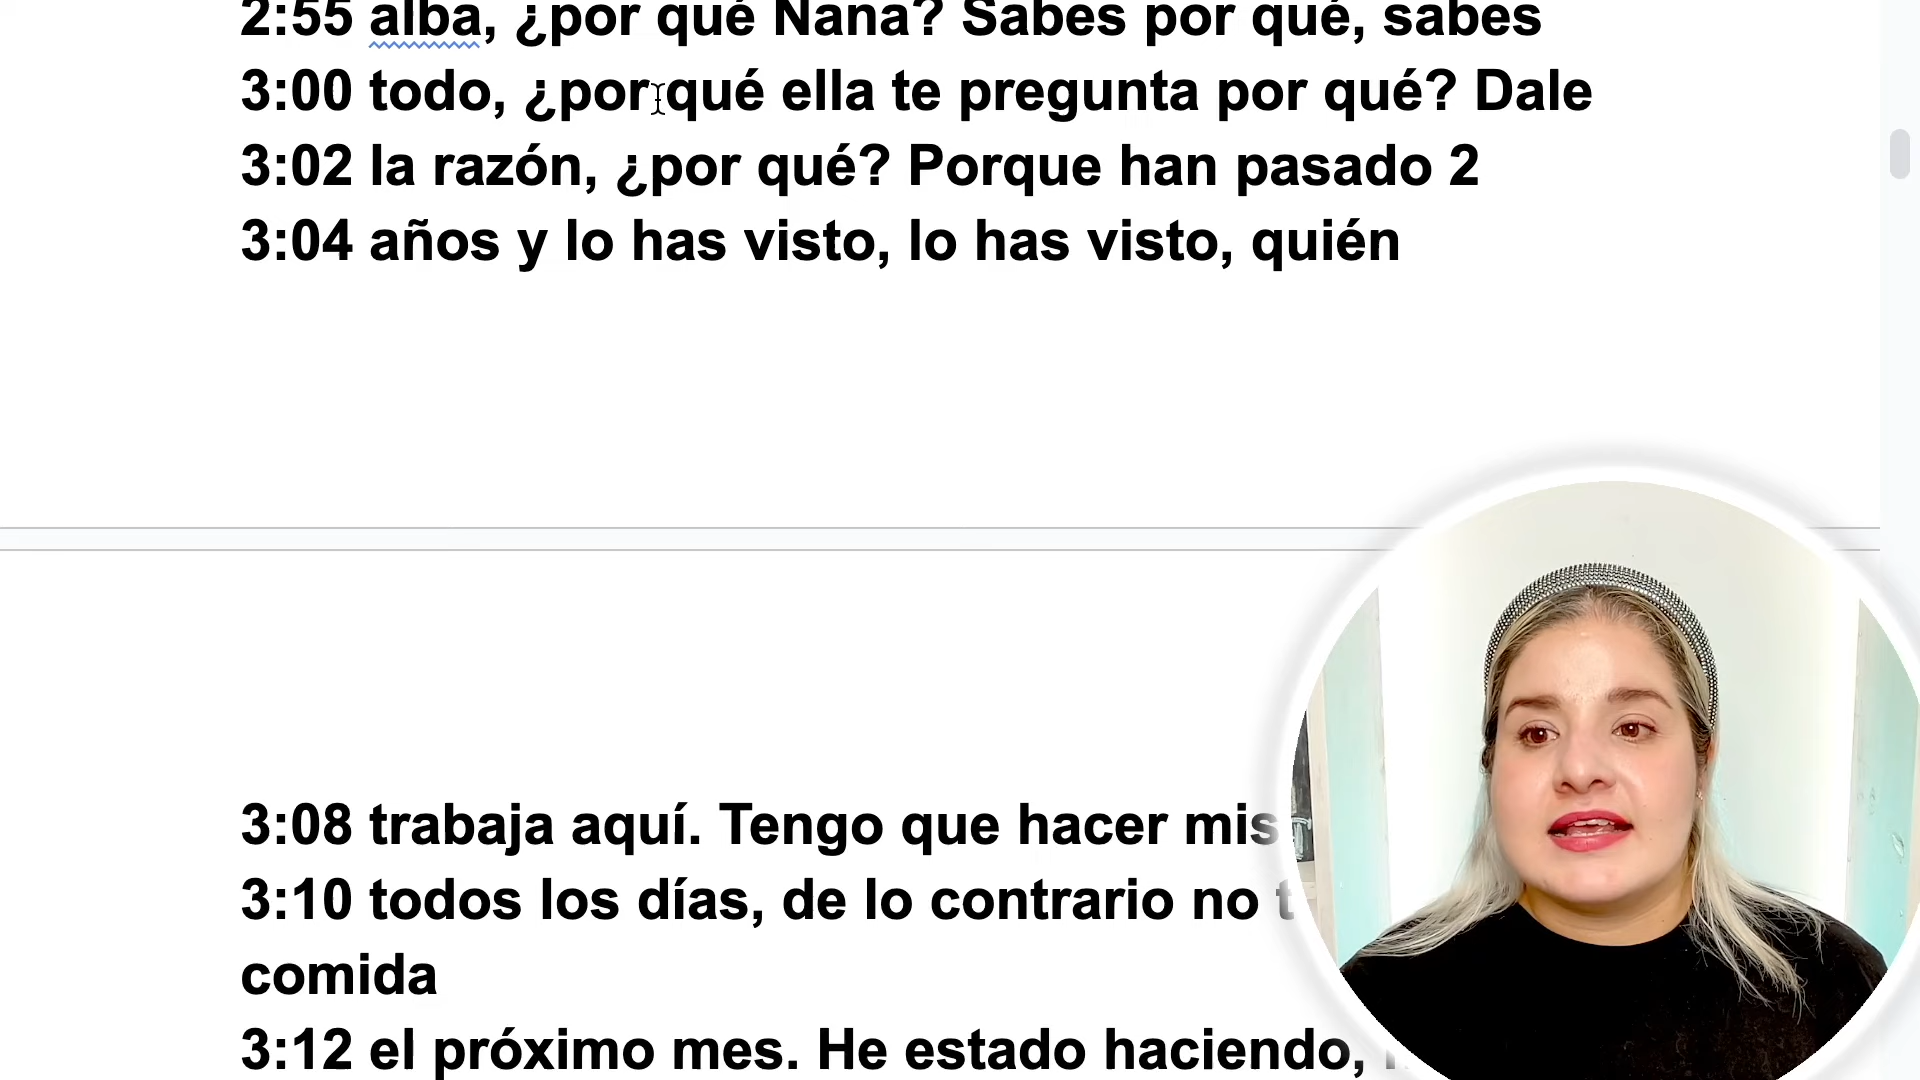 2:55 alba, ¿por qué Nana? Sabes por qué, sabes
3:00 todo, ¿por qué ella te pregunta por qué? Dale
3:02 la razón, ¿por qué? Porque han pasado 2
3:04 años y lo has visto, lo has visto, quién
3:08 trabaja aquí. Tengo que hacer mis
3:10 todos los días, de lo contrario no
comida
3:12 el próximo mes. He estado haciendo,